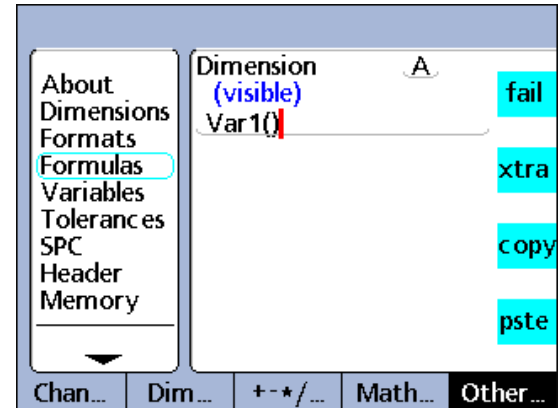 About
Dimensions
Formats
Formulas
Variables
Tolerances
SPC
Header
Memory
Dimension A
(visible)
Var1()
fail
xtra
copy
pste
Chan... Dim... +-*/... Math... Other...